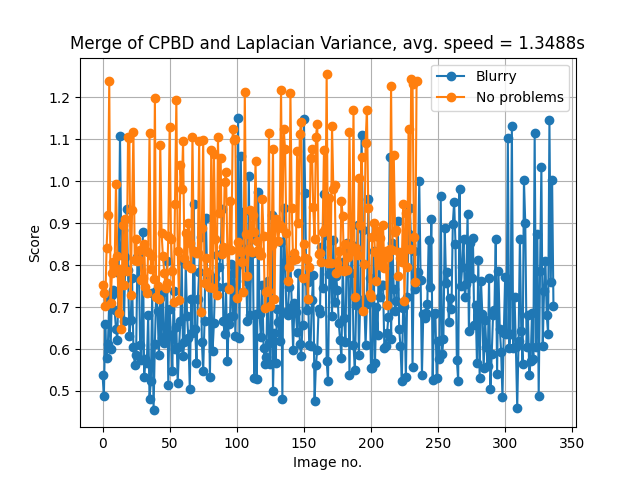 Merge of CPBD and Laplacian Variance, avg. speed = 1.3488s
Blurry
No problems
1.2
1.1
1.0
0.9
0.8
0.7
0.6
0.5
Score
0 50 100 150 200 250 300 350
Image no.